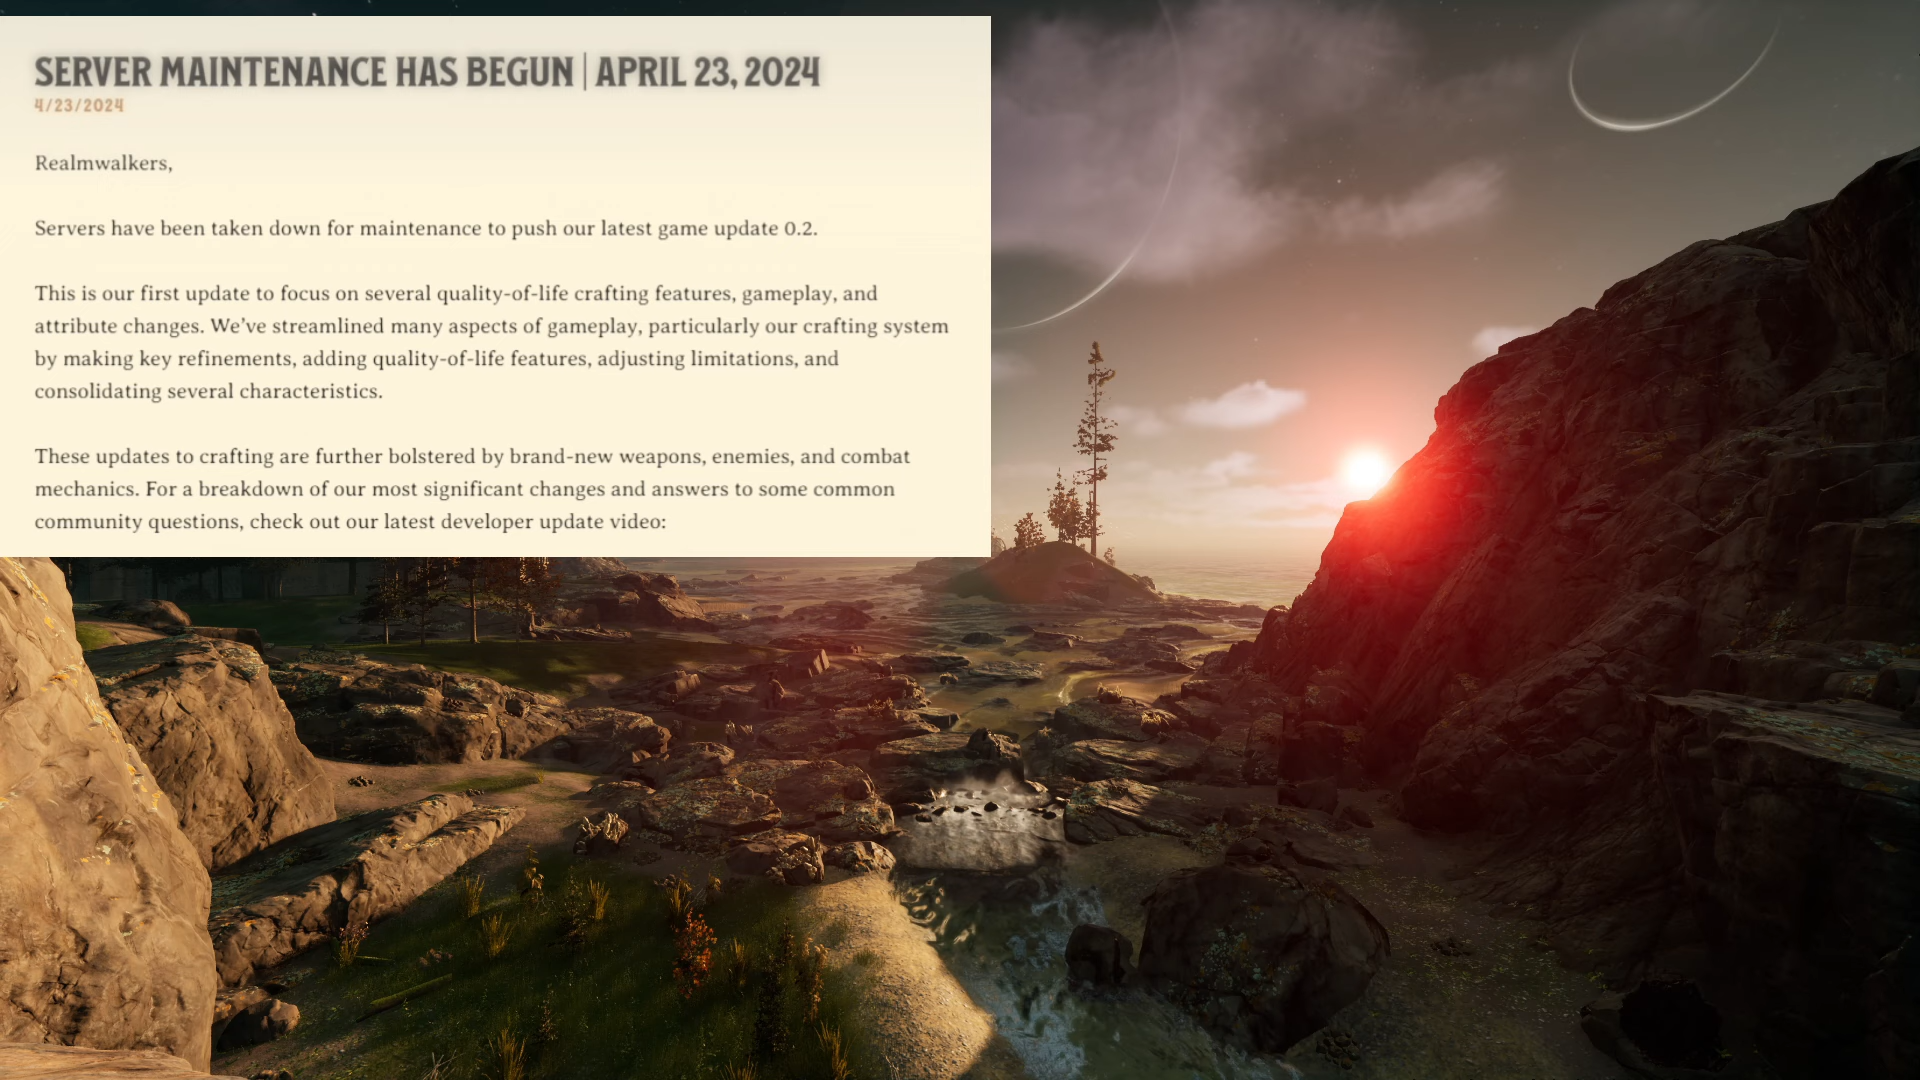 SERVER MAINTENANCE HAS BEGUN | APRIL 23, 2024
4/23/2024
Realmwalkers,
Servers have been taken down for maintenance to push our latest game update 0.2.
This is our first update to focus on several quality-of-life crafting features, gameplay, and
attribute changes. We’ve streamlined many aspects of gameplay, particularly our crafting system
by making key refinements, adding quality-of-life features, adjusting limitations, and
consolidating several characteristics.
These updates to crafting are further bolstered by brand-new weapons, enemies, and combat
mechanics. For a breakdown of our most significant changes and answers to some common
community questions, check out our latest developer update video: